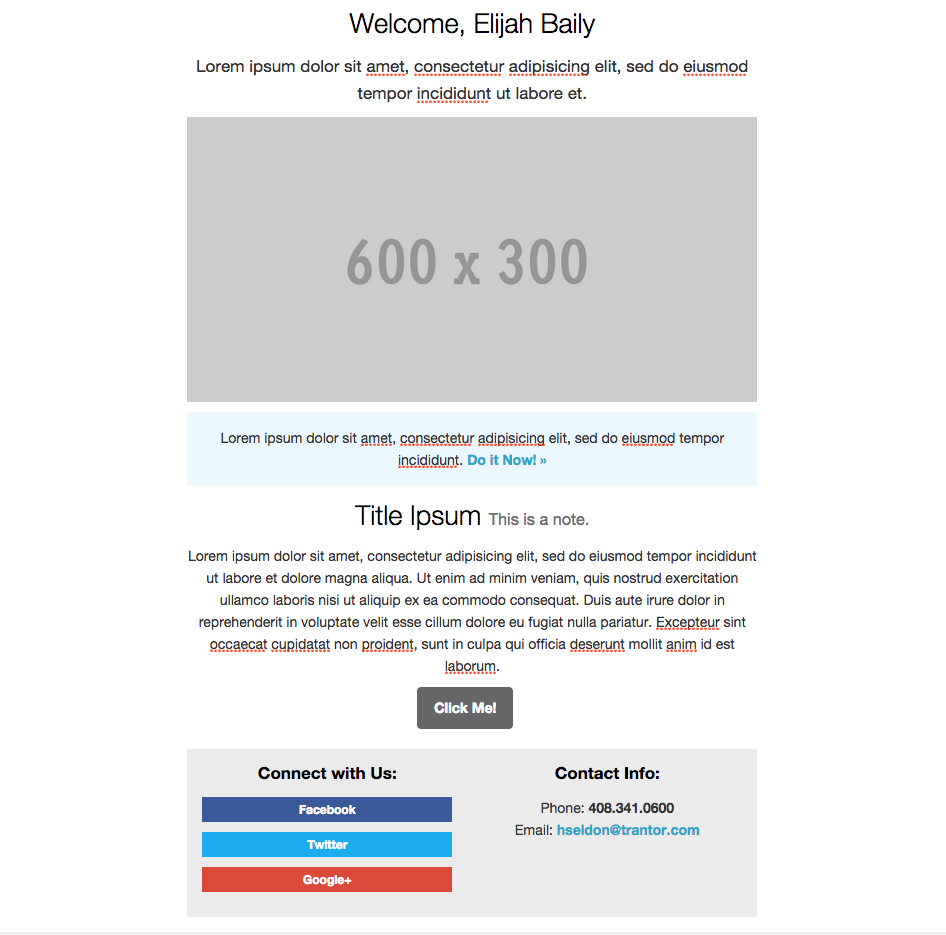 Welcome, Elijah Baily
Lorem ipsum dolor sit amet, consectetur adipisicing elit, sed do eiusmod
tempor incididunt ut labore et.
600 x 300
Lorem ipsum dolor sit amet, consectetur adipisicing elit, sed do eiusmod tempor
incididunt. Do it Now! »
Title Ipsum This is a note.
Lorem ipsum dolor sit amet, consectetur adipisicing elit, sed do eiusmod tempor incididunt
ut labore et dolore magna aliqua. Ut enim ad minim veniam, quis nostrud exercitation
ullamco laboris nisi ut aliquip ex ea commodo consequat. Duis aute irure dolor in
reprehenderit in voluptate velit esse cillum dolore eu fugiat nulla pariatur. Excepteur sint
occaecat cupidatat non proident, sunt in culpa qui officia deserunt mollit anim id est
laborum.
Click Me!
Connect with Us:
Facebook
Twitter
Google+
Contact Info:
Phone: 408.341.0600
Email: hseldon@trantor.com